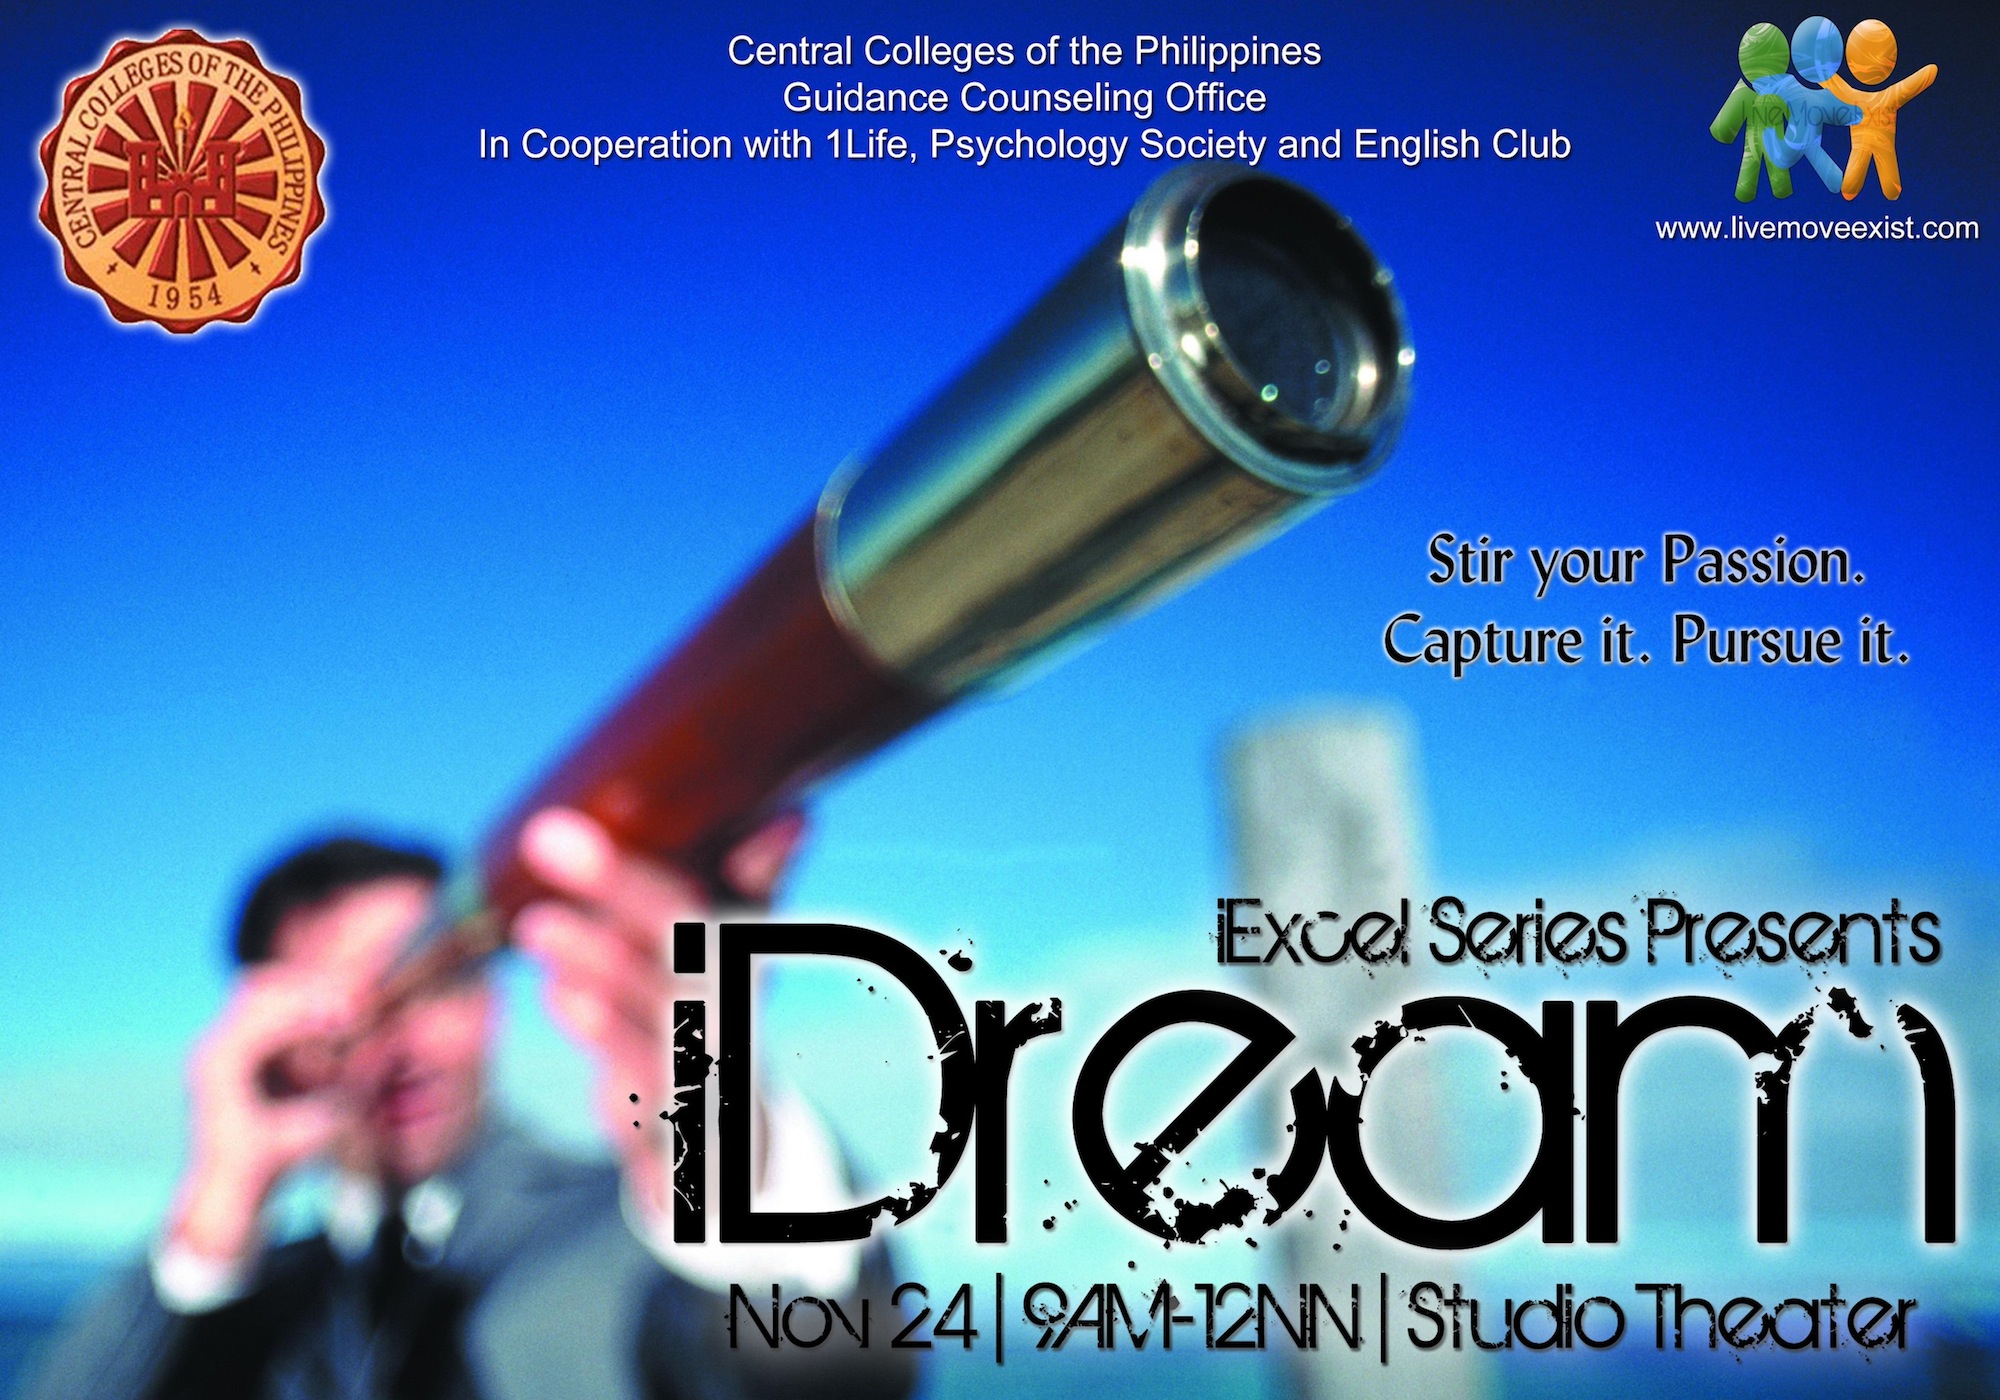 CENTRAL COLLEGES OF THE PHILIPPINES
1954
Central Colleges of the Philippines
Guidance Counseling Office
In Cooperation with 1Life, Psychology Society and English Club
LiveMoveExist
www.livemoveexist.com
Stir your Passion.
Capture it. Pursue it.
iExcel Series Presents
iDream
Nov 24 | 9AM-12NN | Studio Theater